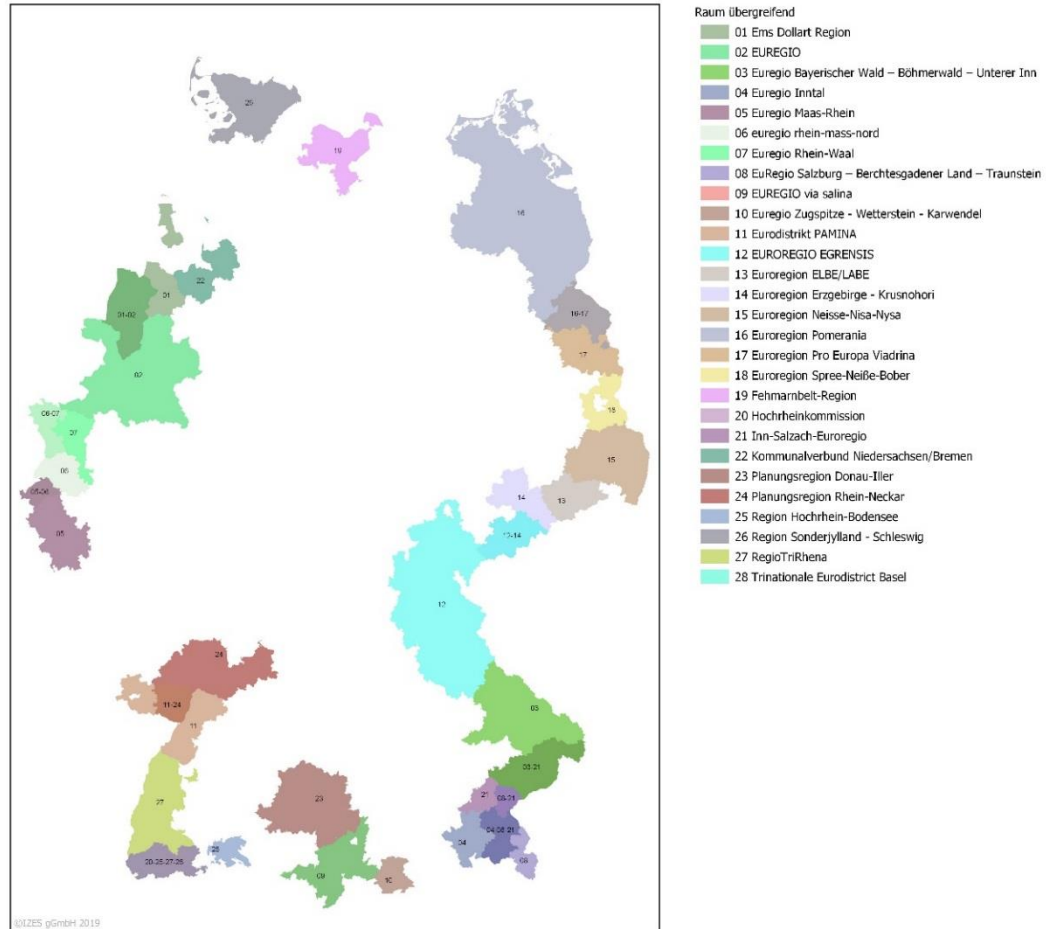 Raum übergreifend
01 Ems Dollart Region
02 EUREGIO
03 Euregio Bayerischer Wald – Böhmerwald – Unterer Inn
04 Euregio Inntal
05 Euregio Maas-Rhein
06 euregio rhein-mass-nord
07 Euregio Rhein-Waal
08 EuRegio Salzburg – Berchtesgadener Land – Traunstein
09 EUREGIO via salina
10 Euregio Zugspitze - Wetterstein - Karwendel
11 Eurodistrikt PAMINA
12 EUROREGIO EGRENSIS
13 Euroregion ELBE/LABE
14 Euroregion Erzgebirge - Krusnohori
15 Euroregion Neisse-Nisa-Nysa
16 Euroregion Pomerania
17 Euroregion Pro Europa Viadrina
18 Euroregion Spree-Neiße-Bober
19 Fehmarnbelt-Region
20 Hochrheinkommission
21 Inn-Salzach-Euroregio
22 Kommunalverbund Niedersachsen/Bremen
23 Planungsregion Donau-Iller
24 Planungsregion Rhein-Neckar
25 Region Hochrhein-Bodensee
26 Region Sonderjylland - Schleswig
27 RegioTriRhena
28 Trinationale Eurodistrict Basel
26
19
16
22
01
01-02
16-17
17
02
18
06-07
07
15
06
05-06
14
13
05
12-14
12
24
11-24
03
11
03-21
21
08-21
27
23
04
04-08-21
25
20-25-27-28
08
09
10
©IZES gGmbH 2019